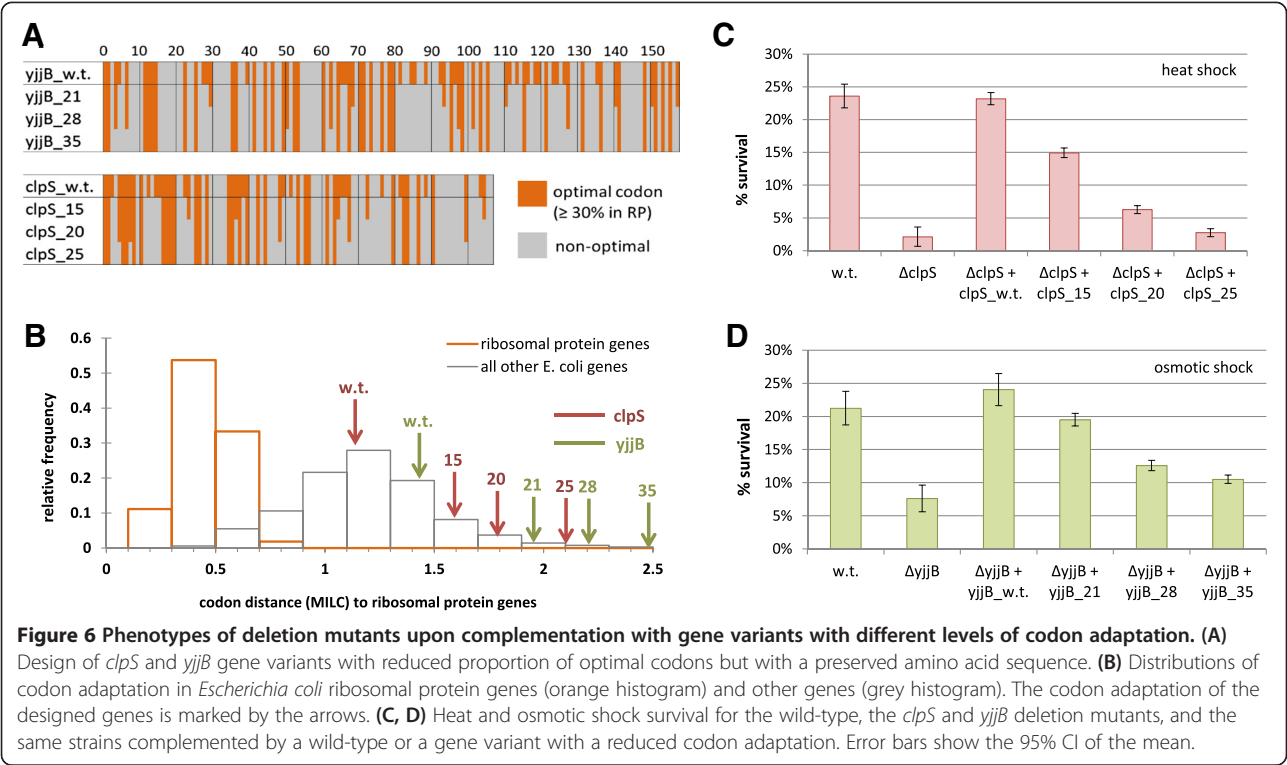 A
0 10 20 30 40 50 60 70 80 90 100 110 120 130 140 150
yjjB_w.t.
yjjB_21
yjjB_28
yjjB_35
clpS_w.t.
clpS_15
clpS_20
clpS_25
optimal codon
(≥ 30% in RP)
non-optimal
B
0.6
0.5
0.4
0.3
0.2
0.1
0
relative frequency
ribosomal protein genes
all other E. coli genes
clpS
yjjB
w.t.
w.t.
15
20
21
25
28
35
0 0.5 1 1.5 2 2.5
codon distance (MILC) to ribosomal protein genes
C
30%
25%
20%
15%
10%
5%
0%
% survival
heat shock
w.t. ΔclpS ΔclpS + ΔclpS + ΔclpS + ΔclpS +
clpS_w.t. clpS_15 clpS_20 clpS_25
D
30%
25%
20%
15%
10%
5%
0%
% survival
osmotic shock
w.t. ΔyjjB ΔyjjB + ΔyjjB + ΔyjjB + ΔyjjB +
yjjB_w.t. yjjB_21 yjjB_28 yjjB_35
Figure 6 Phenotypes of deletion mutants upon complementation with gene variants with different levels of codon adaptation. (A)
Design of clpS and yjjB gene variants with reduced proportion of optimal codons but with a preserved amino acid sequence. (B) Distributions of
codon adaptation in Escherichia coli ribosomal protein genes (orange histogram) and other genes (grey histogram). The codon adaptation of the
designed genes is marked by the arrows. (C, D) Heat and osmotic shock survival for the wild-type, the clpS and yjjB deletion mutants, and the
same strains complemented by a wild-type or a gene variant with a reduced codon adaptation. Error bars show the 95% CI of the mean.